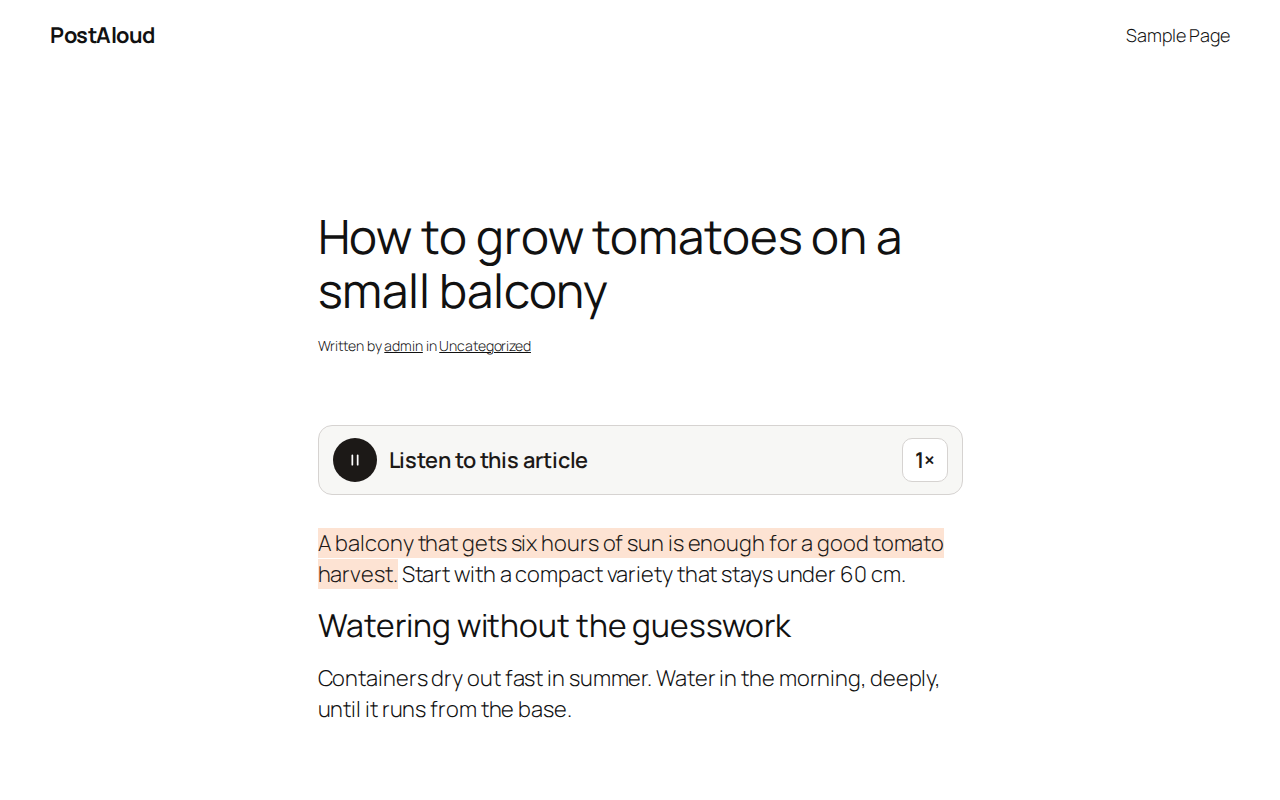 PostAloud
Sample Page
How to grow tomatoes on a
small balcony
Written by admin in Uncategorized
Listen to this article
1×
A balcony that gets six hours of sun is enough for a good tomato
harvest. Start with a compact variety that stays under 60 cm.
Watering without the guesswork
Containers dry out fast in summer. Water in the morning, deeply,
until it runs from the base.